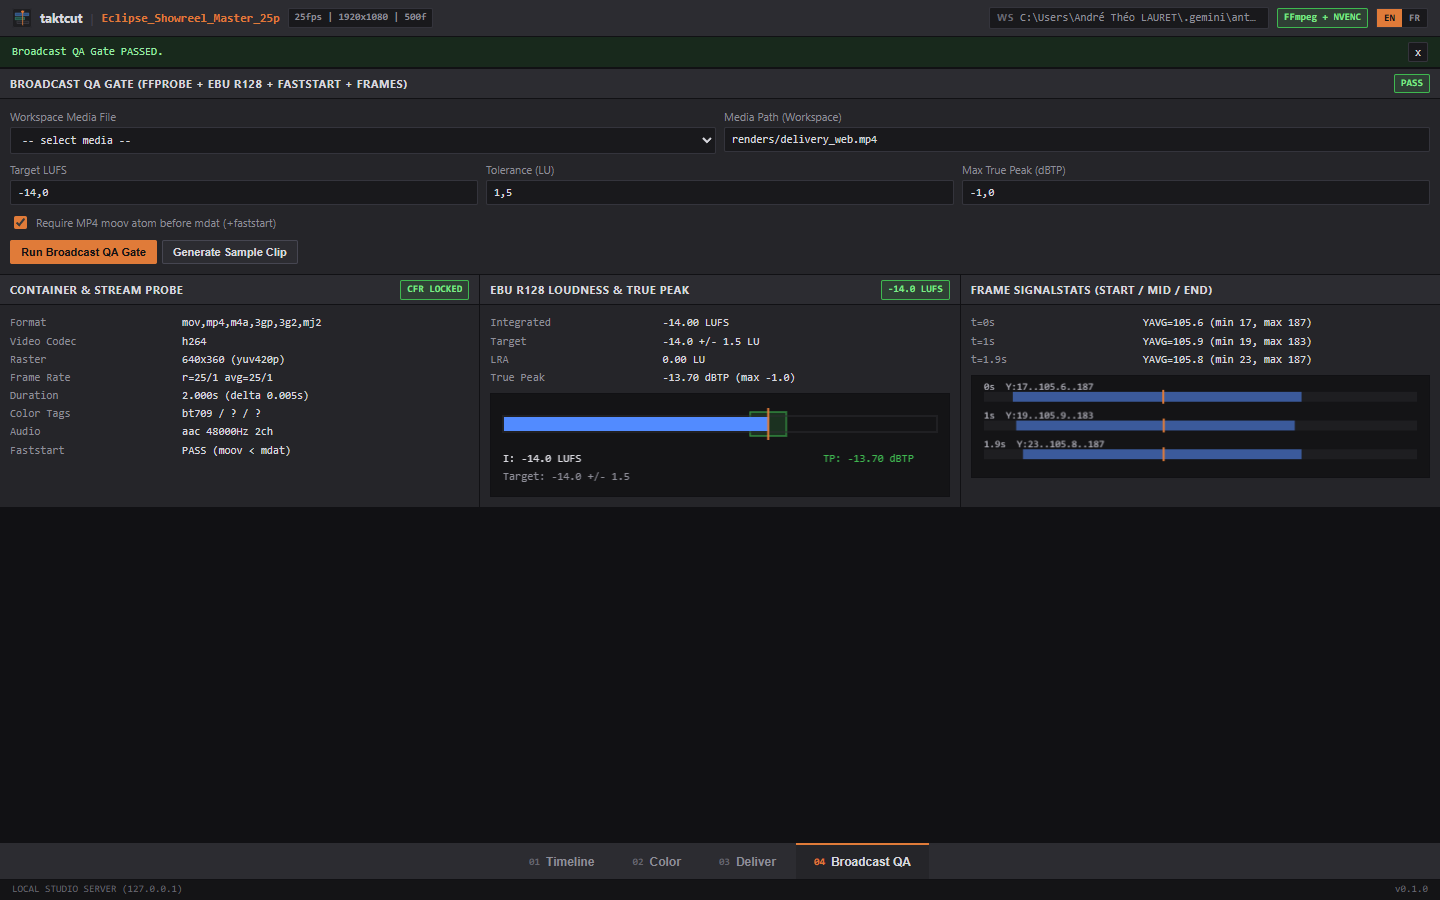 taktcut | Eclipse_Showreel_Master_25p 25fps | 1920x1080 | 500f WS C:\Users\André Théo LAURET\.gemini\ant… FFmpeg + NVENC EN FR
Broadcast QA Gate PASSED. x
BROADCAST QA GATE (FFPROBE + EBU R128 + FASTSTART + FRAMES) PASS
Workspace Media File Media Path (Workspace)
-- select media -- renders/delivery_web.mp4
Target LUFS Tolerance (LU) Max True Peak (dBTP)
-14,0 1,5 -1,0
Require MP4 moov atom before mdat (+faststart)
Run Broadcast QA Gate Generate Sample Clip
CONTAINER & STREAM PROBE CFR LOCKED
Format mov,mp4,m4a,3gp,3g2,mj2
Video Codec h264
Raster 640x360 (yuv420p)
Frame Rate r=25/1 avg=25/1
Duration 2.000s (delta 0.005s)
Color Tags bt709 / ? / ?
Audio aac 48000Hz 2ch
Faststart PASS (moov < mdat)
EBU R128 LOUDNESS & TRUE PEAK -14.0 LUFS
Integrated -14.00 LUFS
Target -14.0 +/- 1.5 LU
LRA 0.00 LU
True Peak -13.70 dBTP (max -1.0)
I: -14.0 LUFS TP: -13.70 dBTP
Target: -14.0 +/- 1.5
FRAME SIGNALSTATS (START / MID / END)
t=0s YAVG=105.6 (min 17, max 187)
t=1s YAVG=105.9 (min 19, max 183)
t=1.9s YAVG=105.8 (min 23, max 187)
0s Y:17..105.6..187
1s Y:19..105.9..183
1.9s Y:23..105.8..187
01 Timeline 02 Color 03 Deliver 04 Broadcast QA
LOCAL STUDIO SERVER (127.0.0.1) v0.1.0